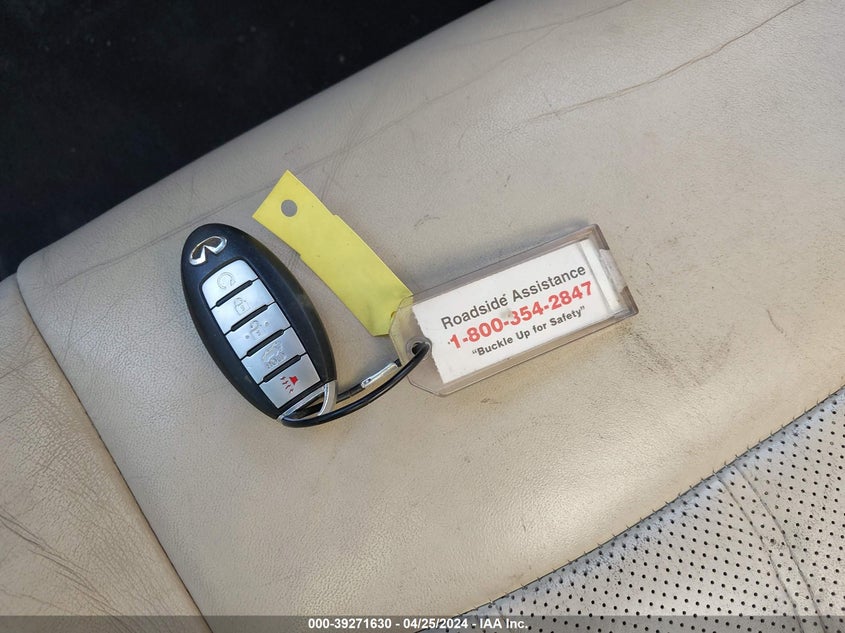 Roadside Assistance
1-800-354-2847
"Buckle Up for Safety"
000-39271630 - 04/25/2024 - IAA Inc.